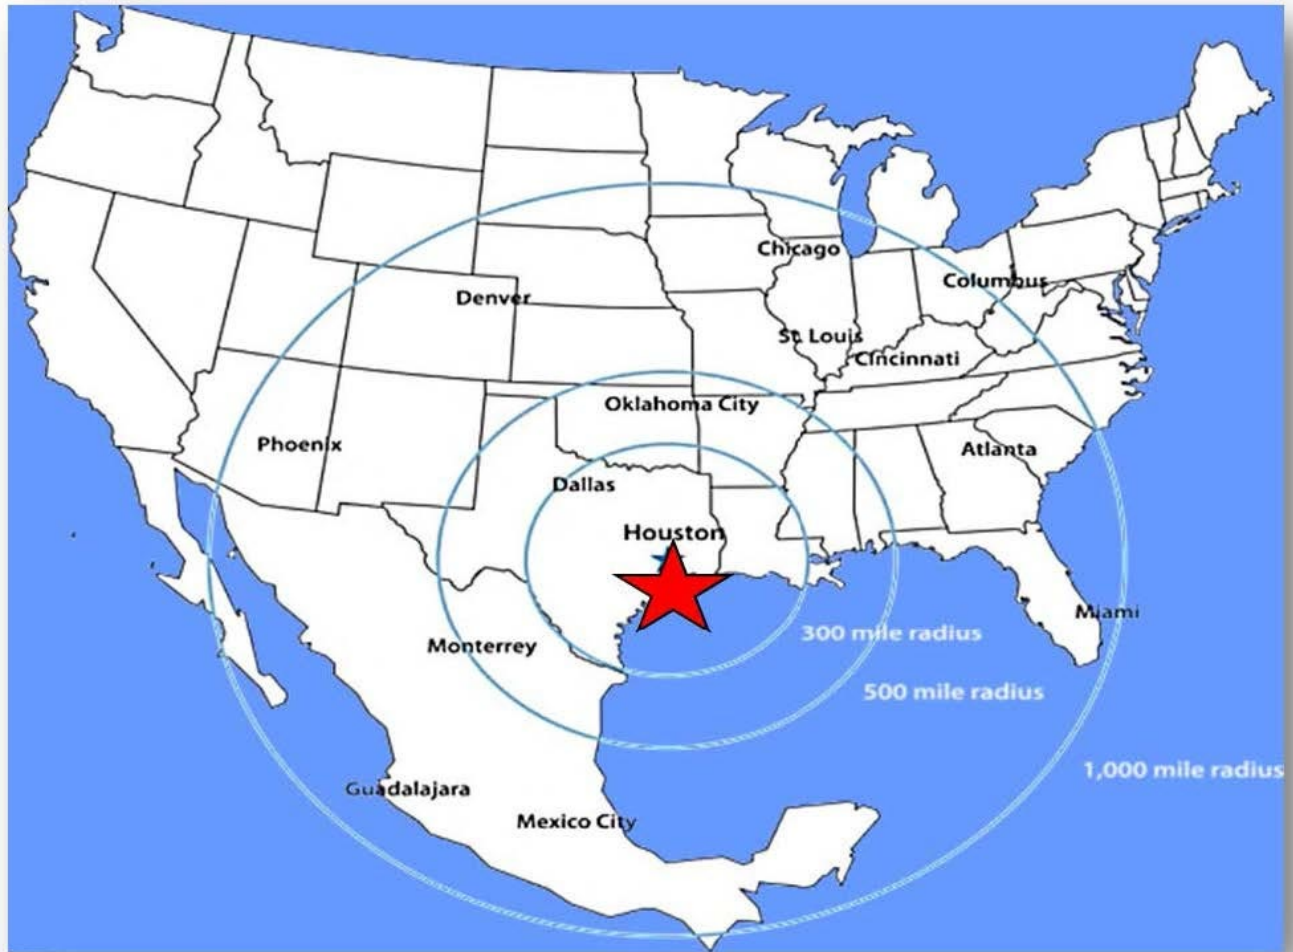 Chicago
Columbus
Denver
St. Louis
Cincinnati
Oklahoma City
Phoenix
Atlanta
Dallas
Houston
Miami
300 mile radius
Monterrey
500 mile radius
1,000 mile radius
Guadalajara
Mexico City